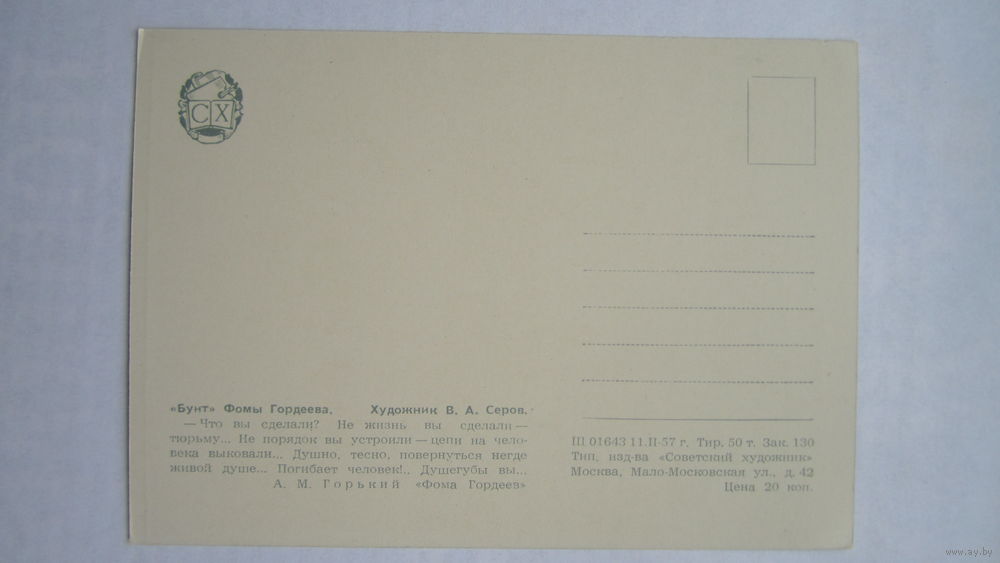 СХ
«Бунт» Фомы Гордеева. Художник В. А. Серов.
— Что вы сделали? Не жизнь вы сделали —
тюрьму... Не порядок вы устроили — цепи на чело-
века выковали... Душно, тесно, повернуться негде
живой душе... Погибает человек!.. Душегубы вы...
А. М. Горький «Фома Гордеев»
Ш 01643 11.II-57 г. Тир. 50 т. Зак. 130
Тип. изд-ва «Советский художник»
Москва, Мало-Московская ул., д. 42
Цена 20 коп.
www.ay.by